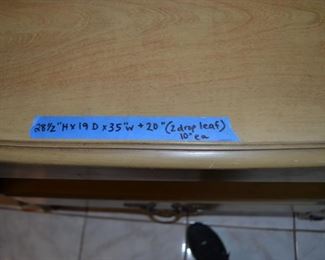 28½"H x 19 D x 35"W + 20" (2 drop leaf)
10" ea